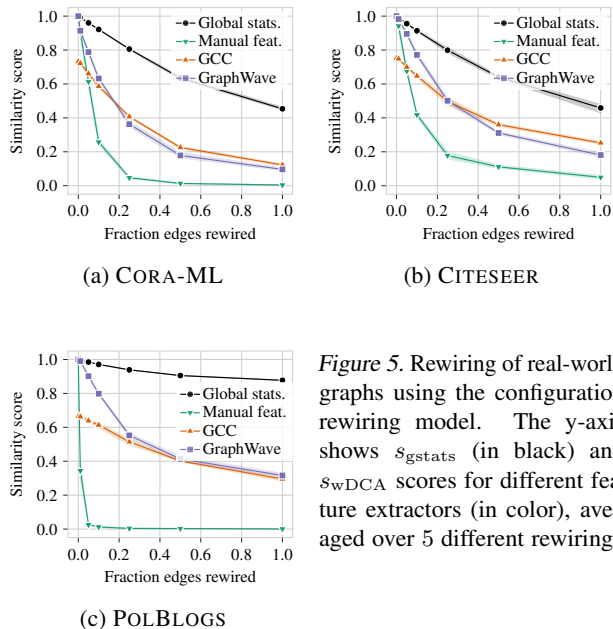 1.0
0.8
0.6
0.4
0.2
0.0
Similarity score
Global stats.
Manual feat.
GCC
GraphWave
0.0 0.2 0.4 0.6 0.8 1.0
Fraction edges rewired
(a) CORA-ML
1.0
0.8
0.6
0.4
0.2
0.0
Similarity score
Global stats.
Manual feat.
GCC
GraphWave
0.0 0.2 0.4 0.6 0.8 1.0
Fraction edges rewired
(b) CITESEER
1.0
0.8
0.6
0.4
0.2
0.0
Similarity score
Global stats.
Manual feat.
GCC
GraphWave
0.0 0.2 0.4 0.6 0.8 1.0
Fraction edges rewired
(c) POLBLOGS
Figure 5. Rewiring of real-worl
graphs using the configuratio
rewiring model. The y-axi
shows s_gstats (in black) an
s_wDCA scores for different fea
ture extractors (in color), ave
aged over 5 different rewiring